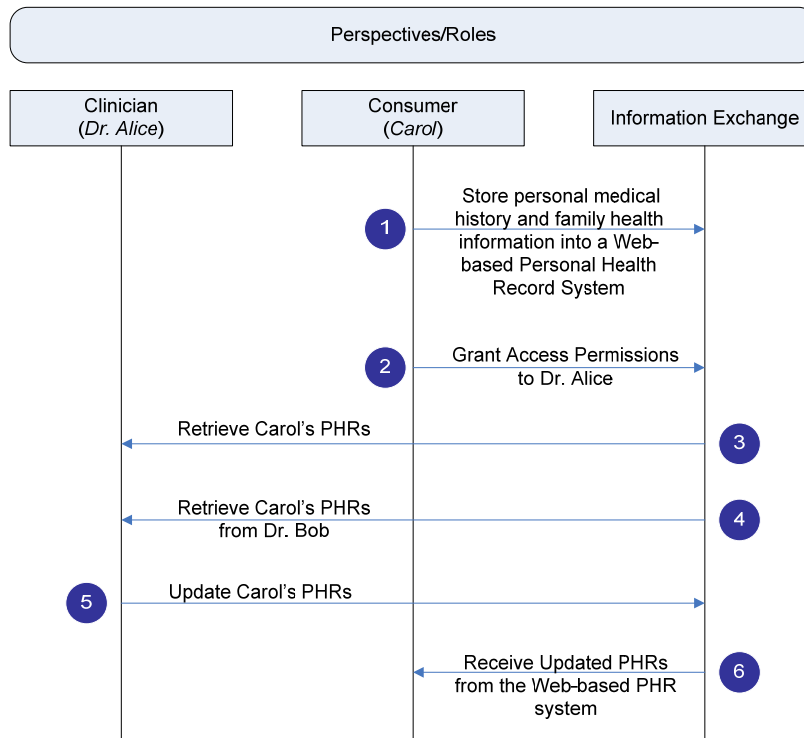 Perspectives/Roles
Clinician
(Dr. Alice)
Consumer
(Carol)
Information Exchange
1
Store personal medical
history and family health
information into a Web-
based Personal Health
Record System
2
Grant Access Permissions
to Dr. Alice
Retrieve Carol's PHRs
3
Retrieve Carol's PHRs
from Dr. Bob
4
5
Update Carol's PHRs
Receive Updated PHRs
from the Web-based PHR
system
6